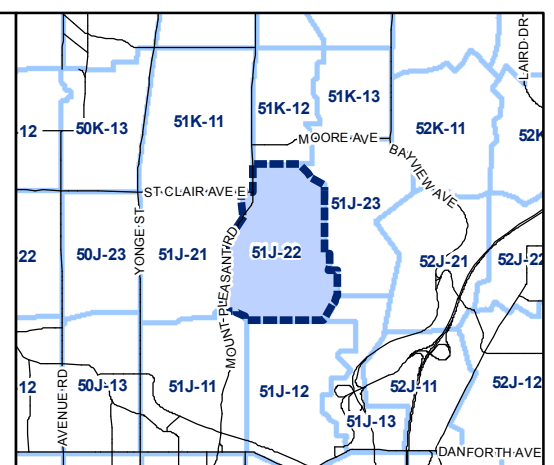 LAIRD DR
51K-13
51K-12
-12
50K-13
51K-11
52K-11
52K
MOORE AVE
BAYVIEW AVE
ST CLAIR AVE E
51J-23
YONGE ST
22
50J-23
51J-21
MOUNT PLEASANT RD
51J-22
52J-21
52J-22
-12
AVENUE RD
50J-13
51J-11
51J-12
52J-11
52J-12
51J-13
DANFORTH AVE